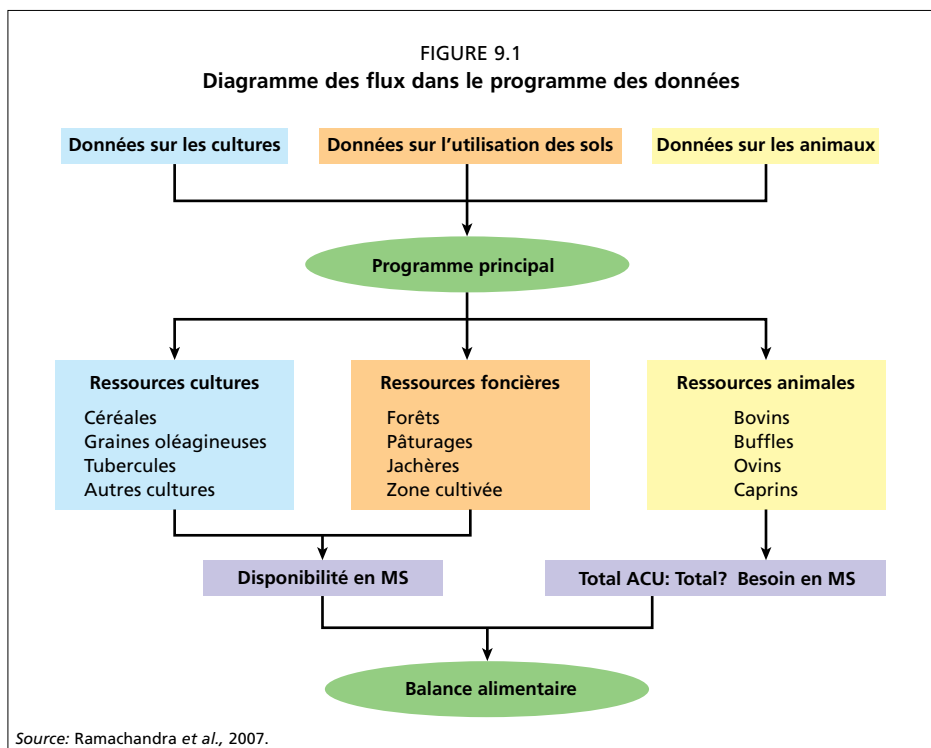 FIGURE 9.1
Diagramme des flux dans le programme des données
Données sur les cultures
Données sur l'utilisation des sols
Données sur les animaux
Programme principal
Ressources cultures
Céréales
Graines oléagineuses
Tubercules
Autres cultures
Ressources foncières
Forêts
Pâturages
Jachères
Zone cultivée
Ressources animales
Bovins
Buffles
Ovins
Caprins
Disponibilité en MS
Total ACU: Total? Besoin en MS
Balance alimentaire
Source: Ramachandra et al., 2007.